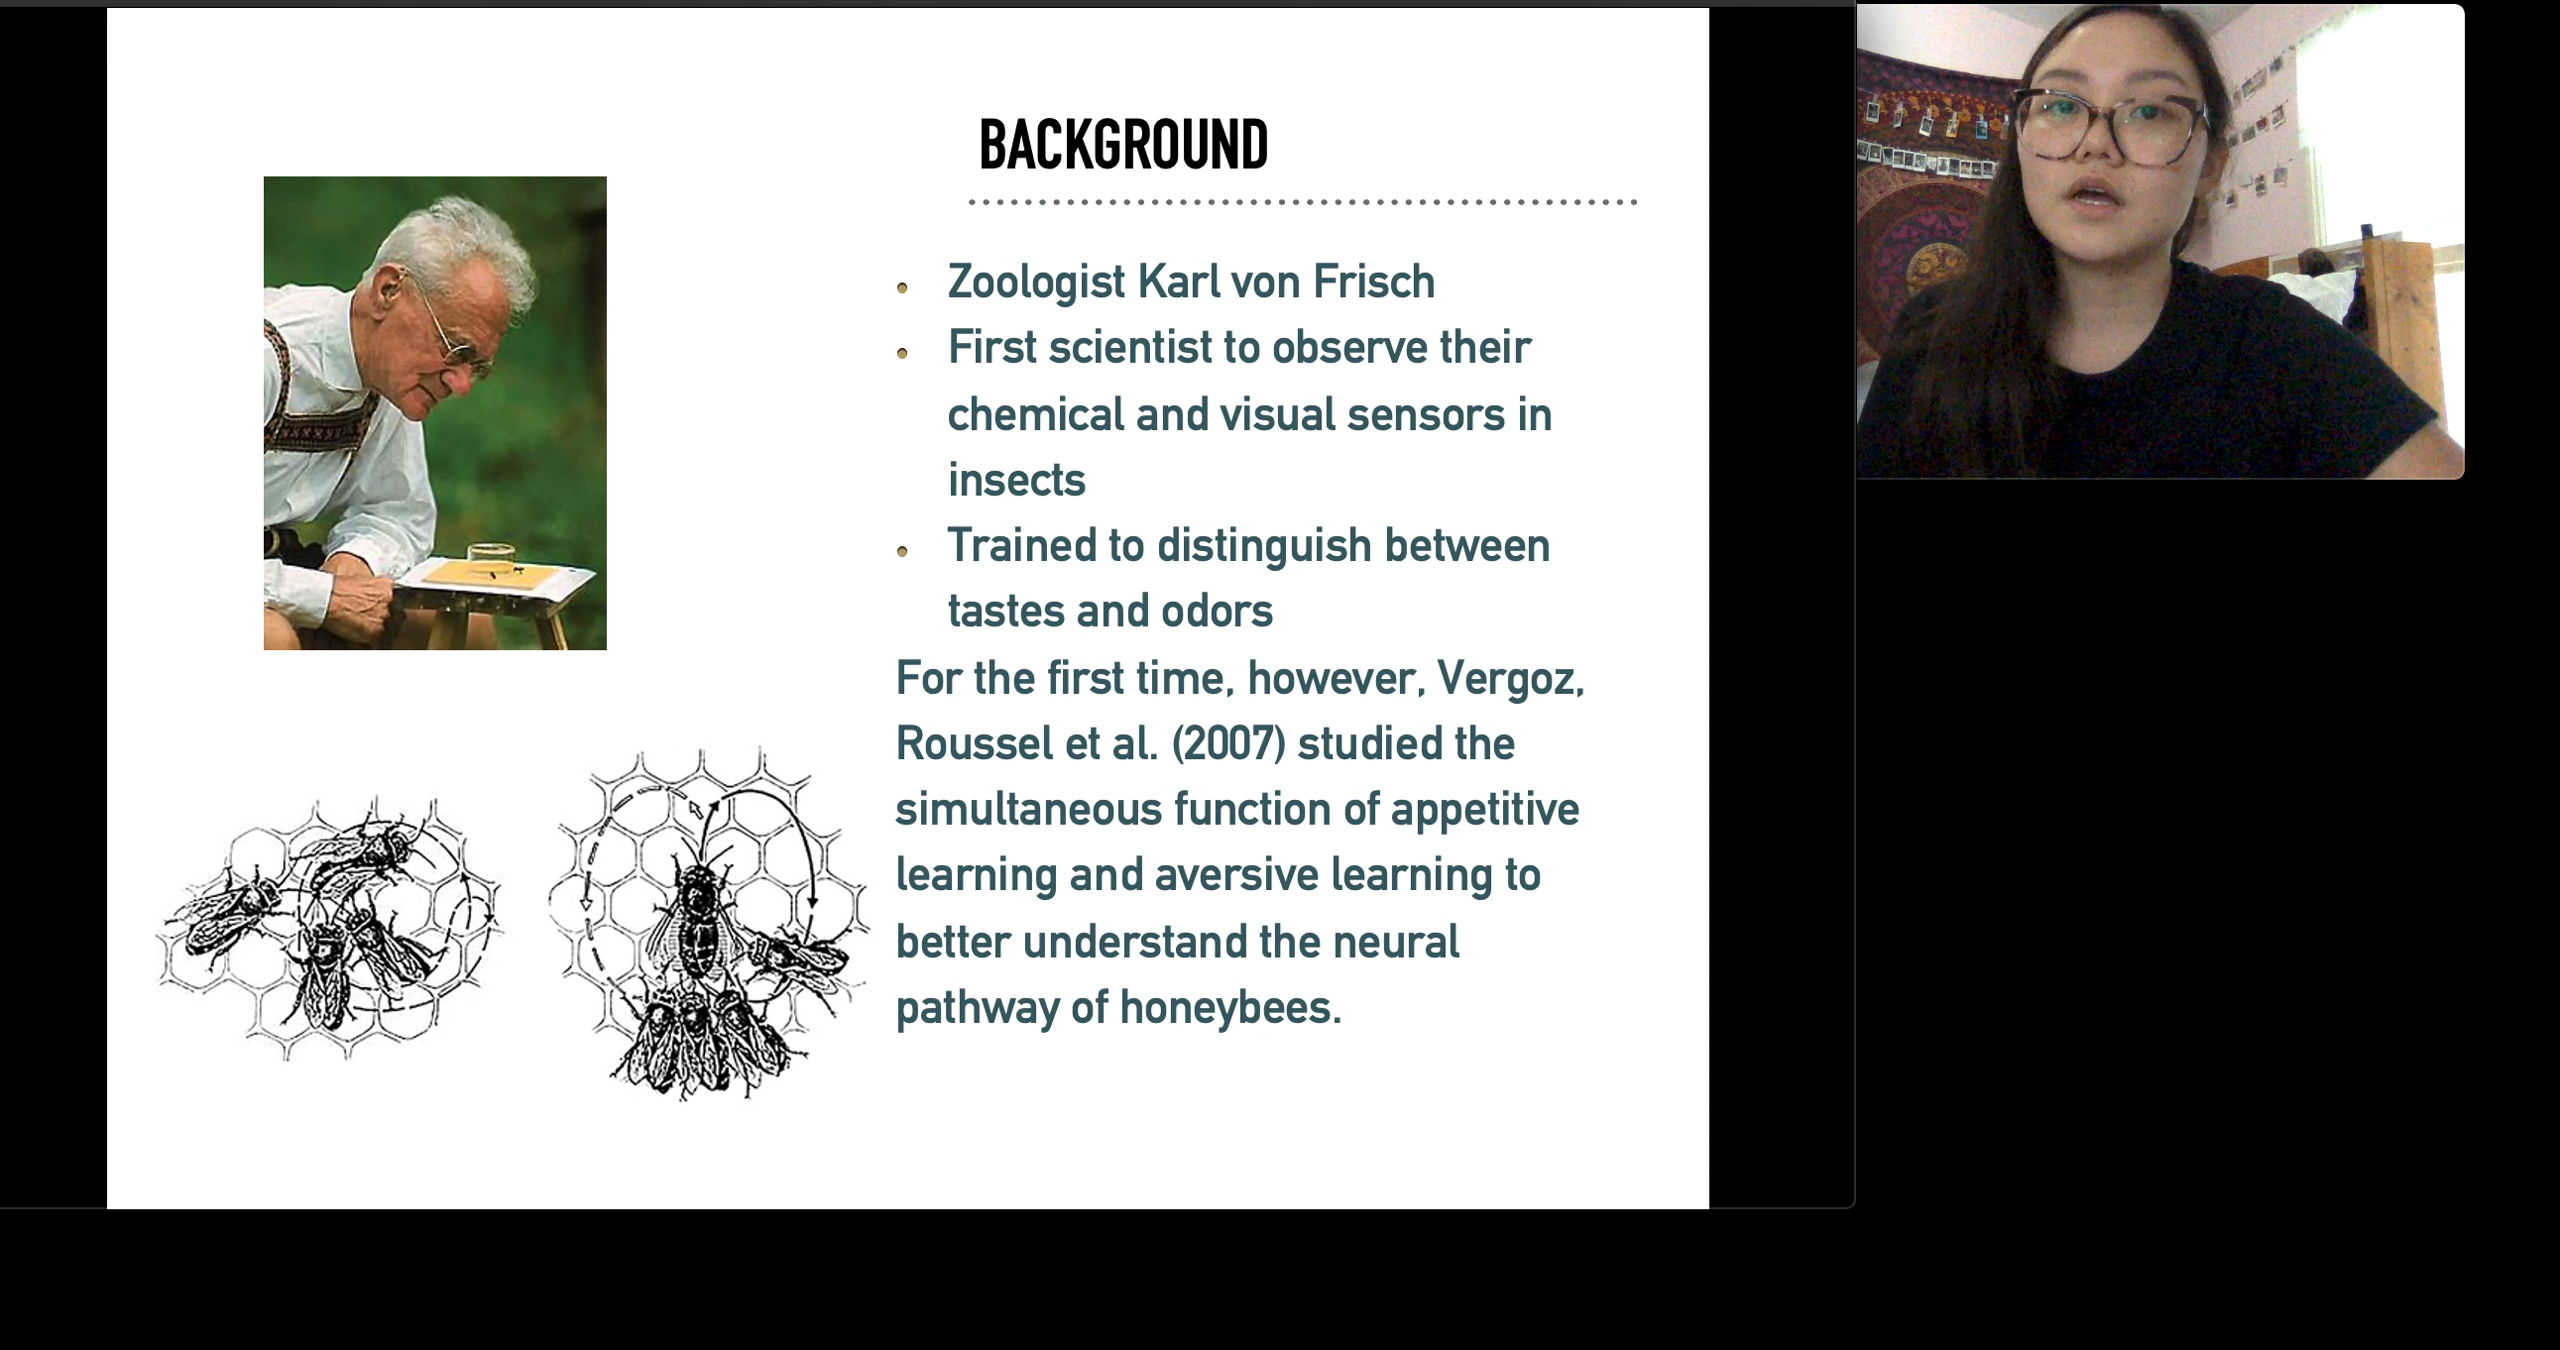 BACKGROUND
Zoologist Karl von Frisch
First scientist to observe their
chemical and visual sensors in
insects
Trained to distinguish between
tastes and odors
For the first time, however, Vergoz,
Roussel et al. (2007) studied the
simultaneous function of appetitive
learning and aversive learning to
better understand the neural
pathway of honeybees.